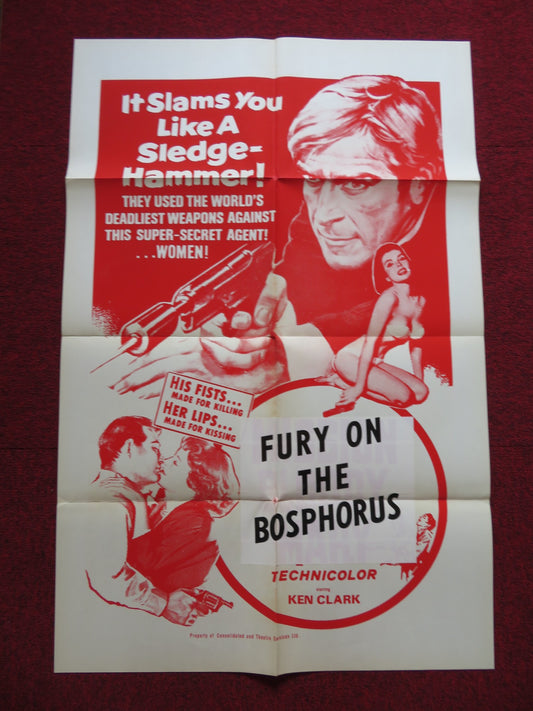 It Slams You
Like A
Sledge-
Hammer!
THEY USED THE WORLD'S
DEADLIEST WEAPONS AGAINST
THIS SUPER-SECRET AGENT!
...WOMEN!
HIS FISTS...
MADE FOR KILLING
HER LIPS...
MADE FOR KISSING
FURY ON
THE
BOSPHORUS
TECHNICOLOR
starring
KEN CLARK
Property of Consolidated and Theatre Services Ltd.